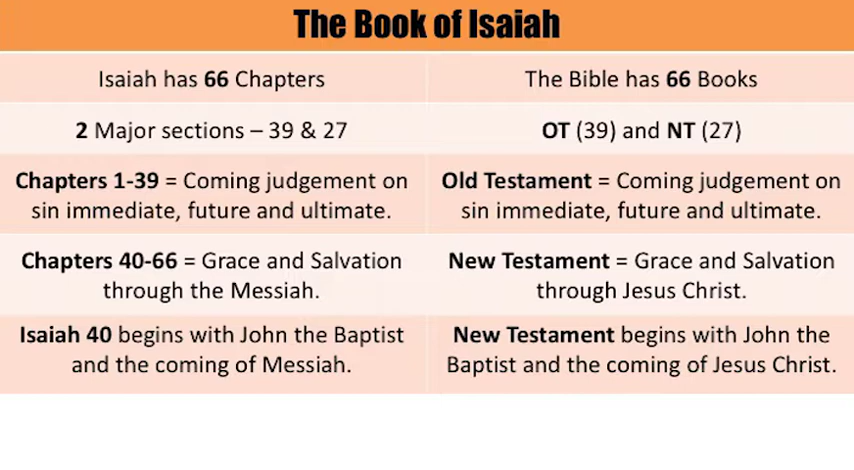 The Book of Isaiah
Isaiah has 66 Chapters
The Bible has 66 Books
2 Major sections – 39 & 27
OT (39) and NT (27)
Chapters 1-39 = Coming judgement on
sin immediate, future and ultimate.
Old Testament = Coming judgement on
sin immediate, future and ultimate.
Chapters 40-66 = Grace and Salvation
through the Messiah.
New Testament = Grace and Salvation
through Jesus Christ.
Isaiah 40 begins with John the Baptist
and the coming of Messiah.
New Testament begins with John the
Baptist and the coming of Jesus Christ.